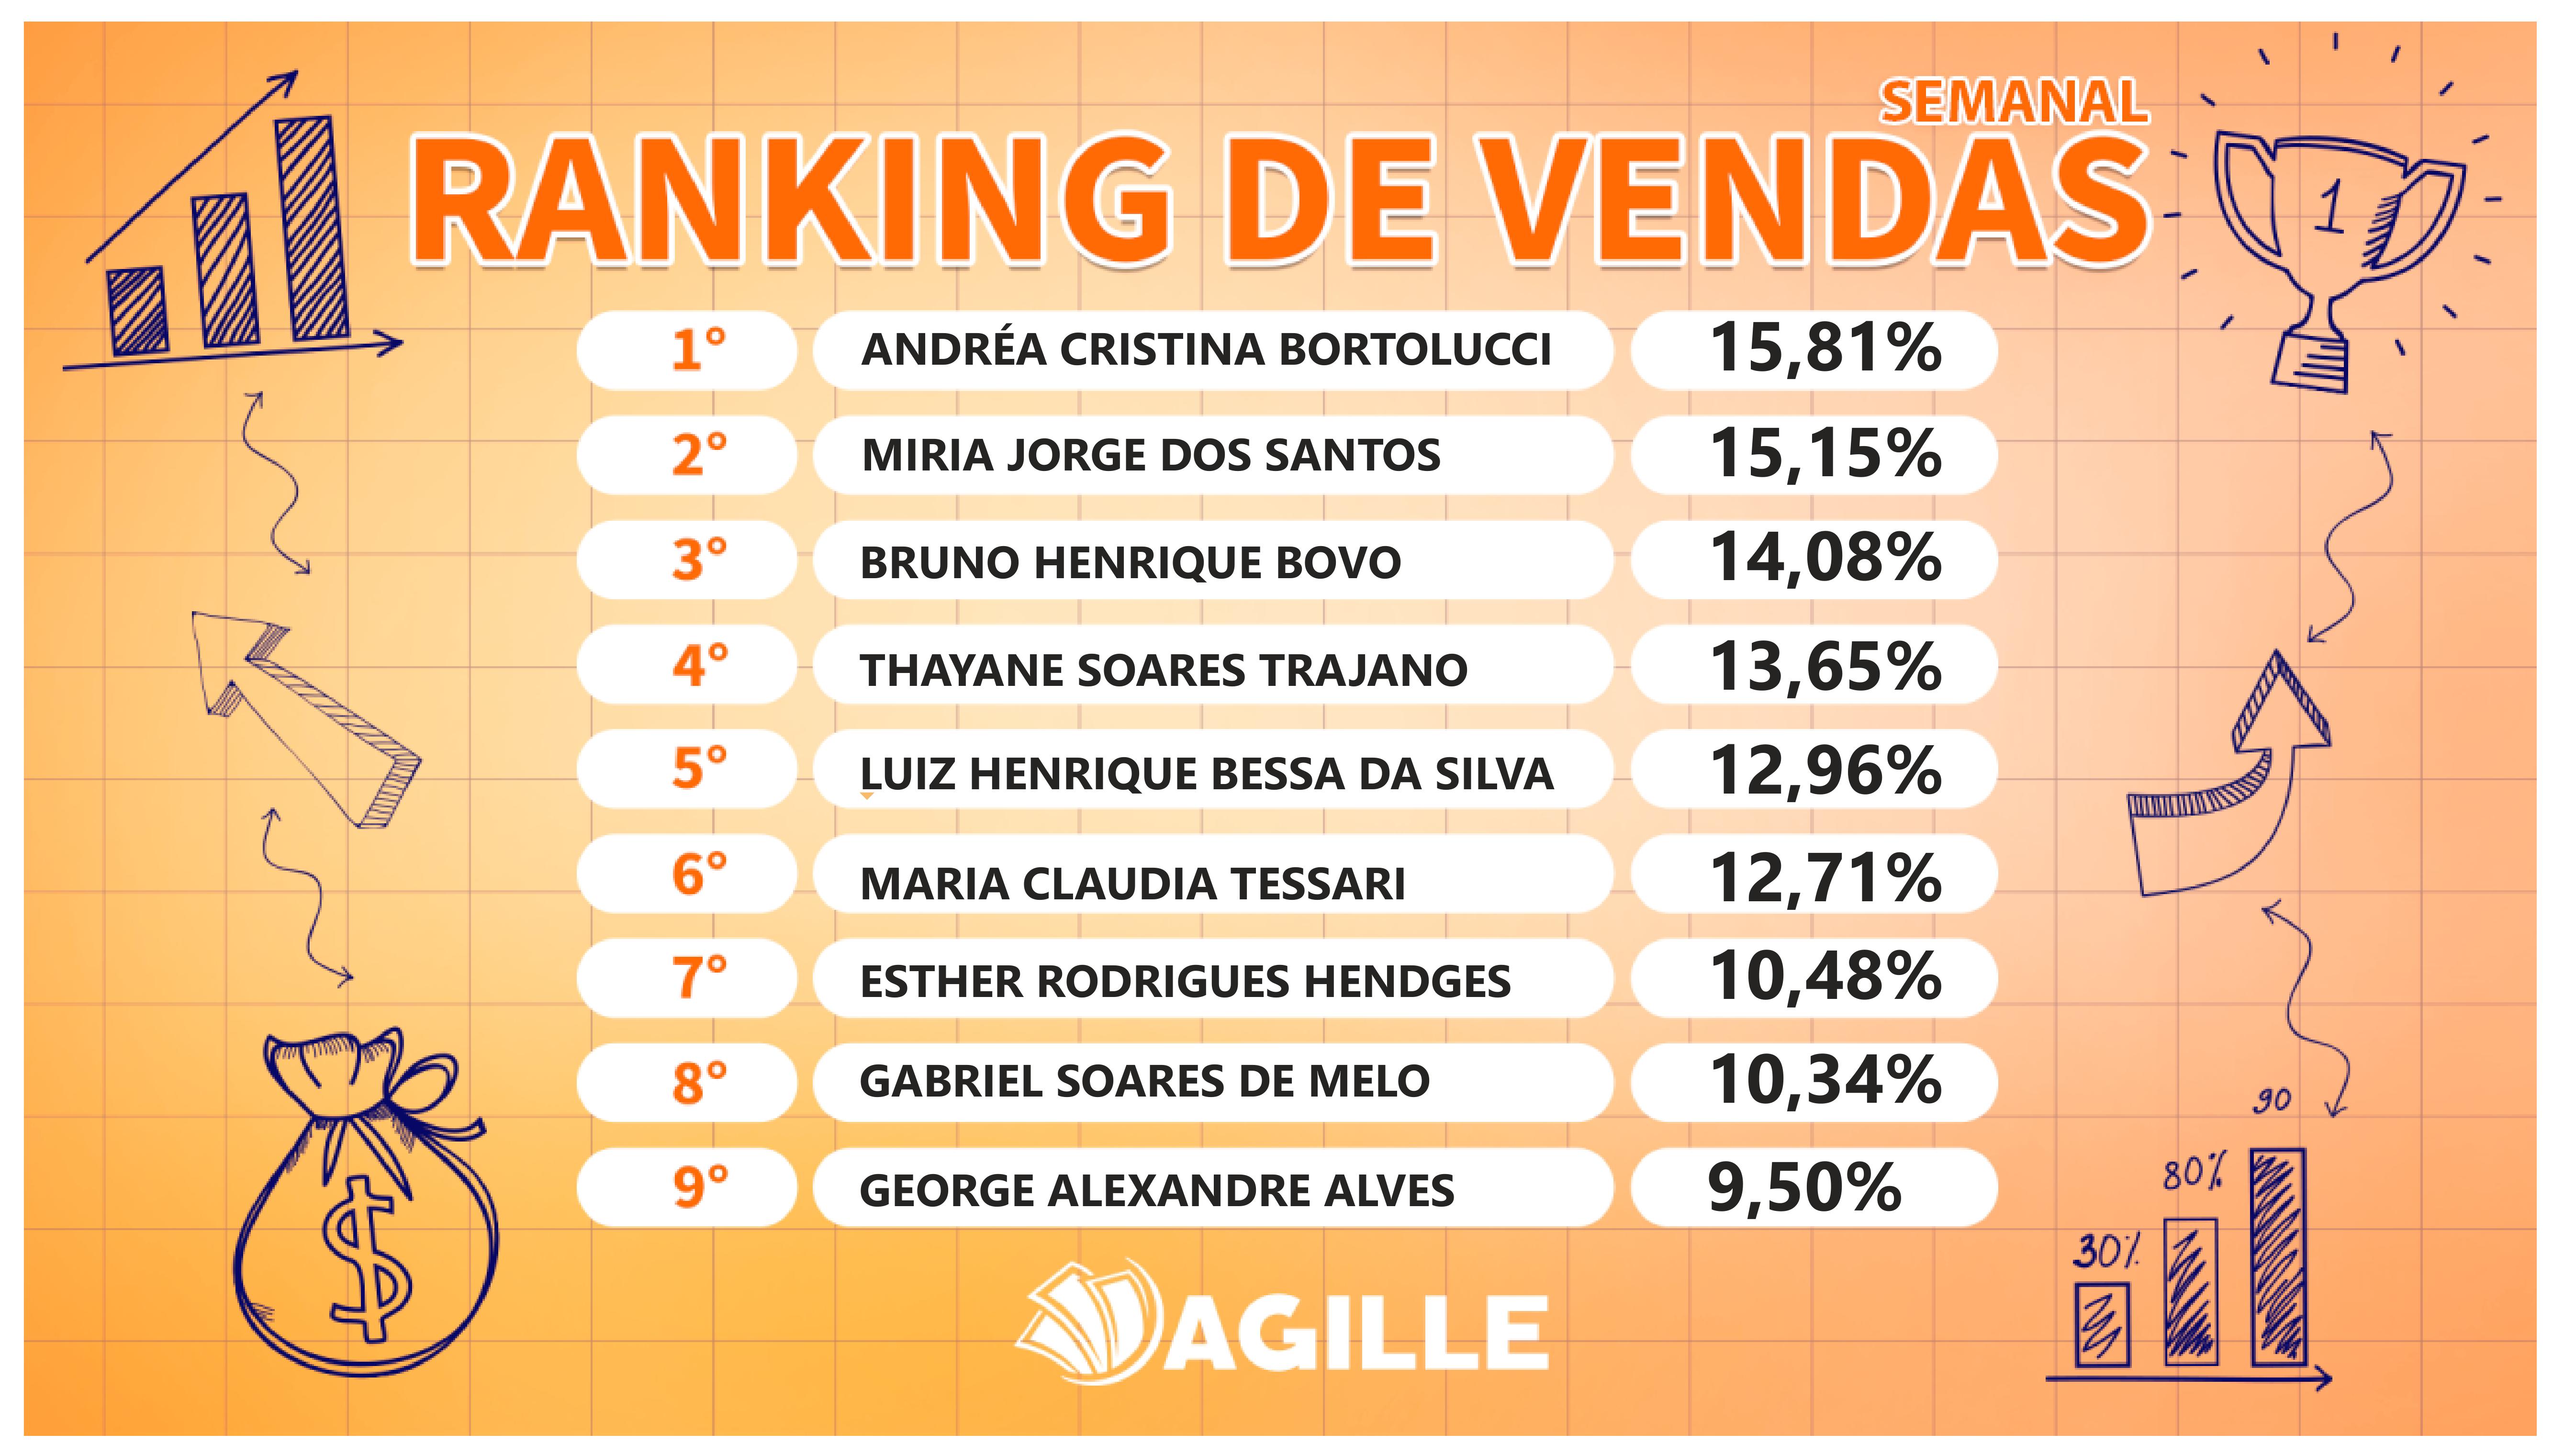 SEMANAL
RANKING DE VENDAS
1
1° ANDRÉA CRISTINA BORTOLUCCI 15,81%
2° MIRIA JORGE DOS SANTOS 15,15%
3° BRUNO HENRIQUE BOVO 14,08%
4° THAYANE SOARES TRAJANO 13,65%
5° LUIZ HENRIQUE BESSA DA SILVA 12,96%
6° MARIA CLAUDIA TESSARI 12,71%
7° ESTHER RODRIGUES HENDGES 10,48%
8° GABRIEL SOARES DE MELO 10,34%
9° GEORGE ALEXANDRE ALVES 9,50%
$
90
80%
30%
AGILLE